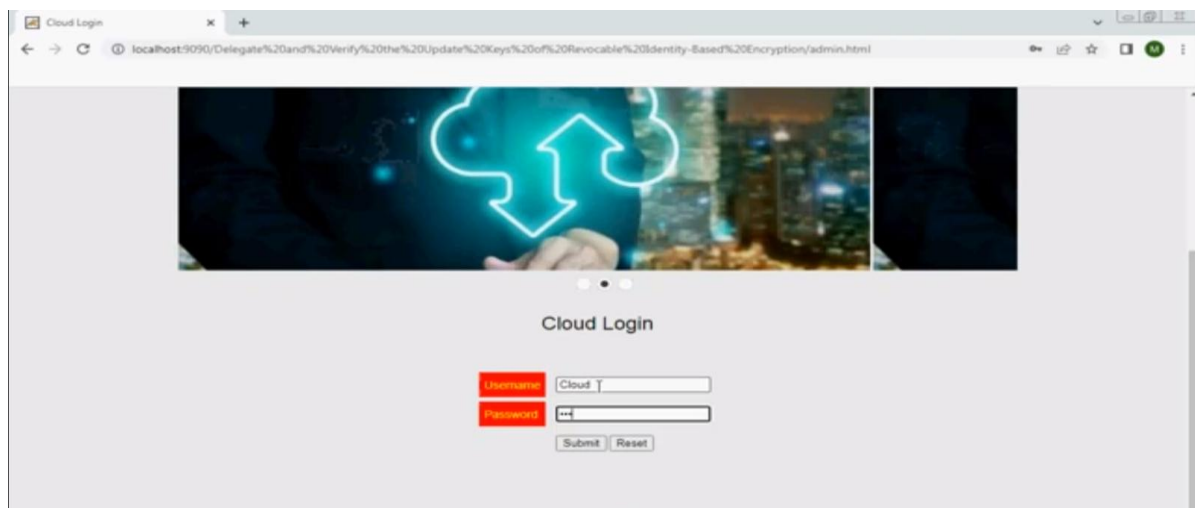 Cloud Login
localhost:9090/Delegate%20and%20Verify%20the%20Update%20Keys%20of%20Revocable%20Identity-Based%20Encryption/admin.html
M
Cloud Login
Username Cloud
Password •••
Submit Reset